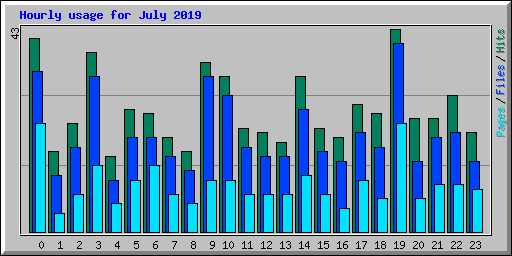 Hourly usage for July 2019
43
Pages/Files/Hits
0 1 2 3 4 5 6 7 8 9 10 11 12 13 14 15 16 17 18 19 20 21 22 23